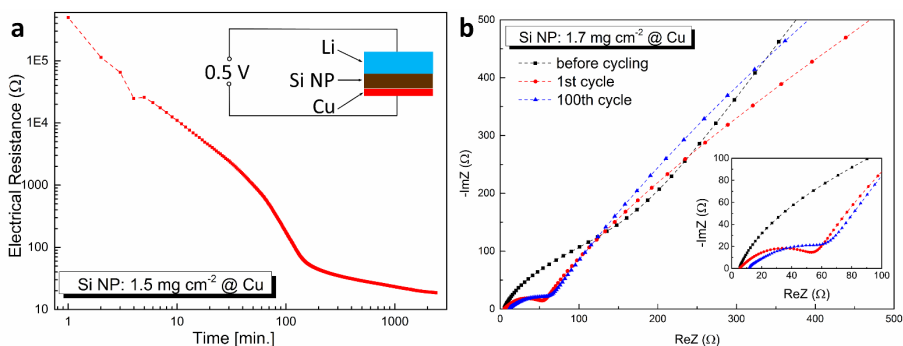 a
Electrical Resistance (Ω)
1E5
1E4
1000
100
10
1
10
100
1000
Time [min.]
0.5 V
Li
Si NP
Cu
Si NP: 1.5 mg cm⁻² @ Cu
b
-ImZ (Ω)
-500
-400
-300
-200
-100
0
0
100
200
300
400
500
ReZ (Ω)
Si NP: 1.7 mg cm⁻² @ Cu
before cycling
1st cycle
100th cycle
-ImZ (Ω)
100
80
60
40
20
0
0
20
40
60
80
100
ReZ (Ω)